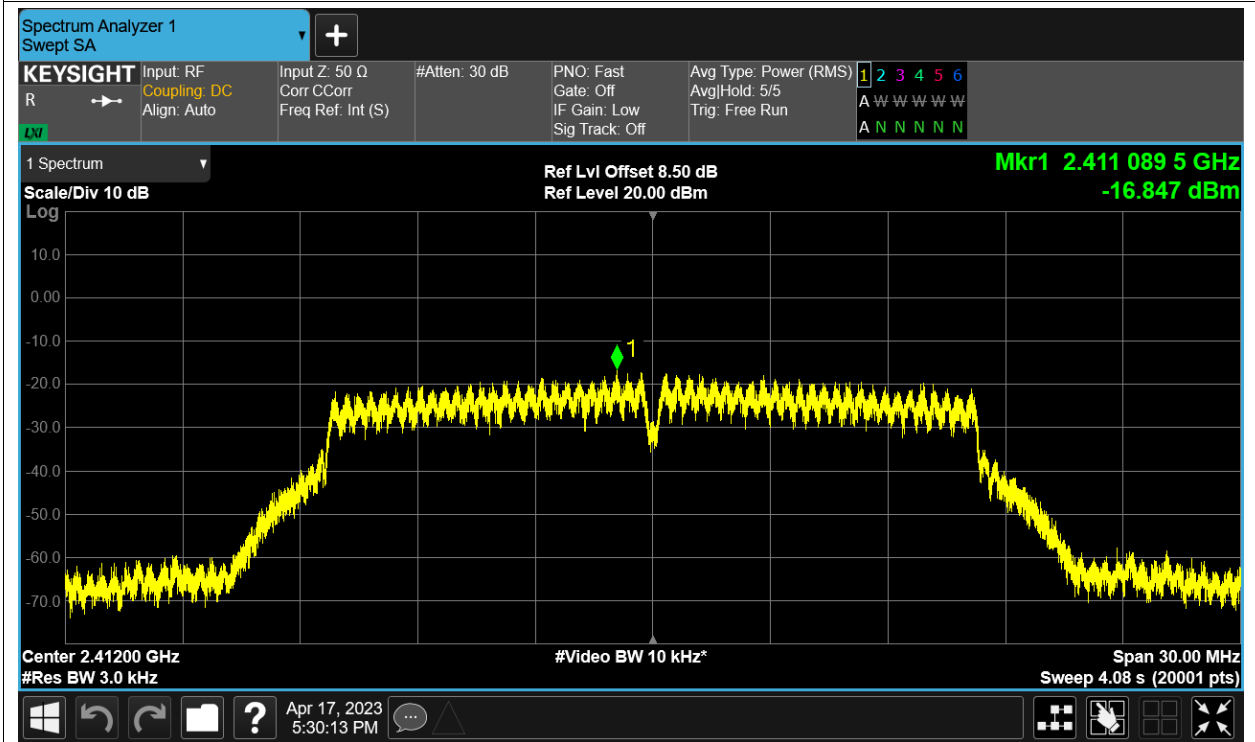 Spectrum Analyzer 1
Swept SA
+
KEYSIGHT Input: RF Input Z: 50 Ω #Atten: 30 dB PNO: Fast Avg Type: Power (RMS) 1 2 3 4 5 6
R Coupling: DC Corr CCorr Gate: Off Avg|Hold: 5/5 A W W W W W
Align: Auto Freq Ref: Int (S) IF Gain: Low Trig: Free Run
LXI Sig Track: Off A N N N N N
1 Spectrum Ref Lvl Offset 8.50 dB Mkr1 2.411 089 5 GHz
Scale/Div 10 dB Ref Level 20.00 dBm -16.847 dBm
Log
10.0
0.00
-10.0
1
-20.0
-30.0
-40.0
-50.0
-60.0
-70.0
Center 2.41200 GHz #Video BW 10 kHz* Span 30.00 MHz
#Res BW 3.0 kHz Sweep 4.08 s (20001 pts)
? Apr 17, 2023
5:30:13 PM